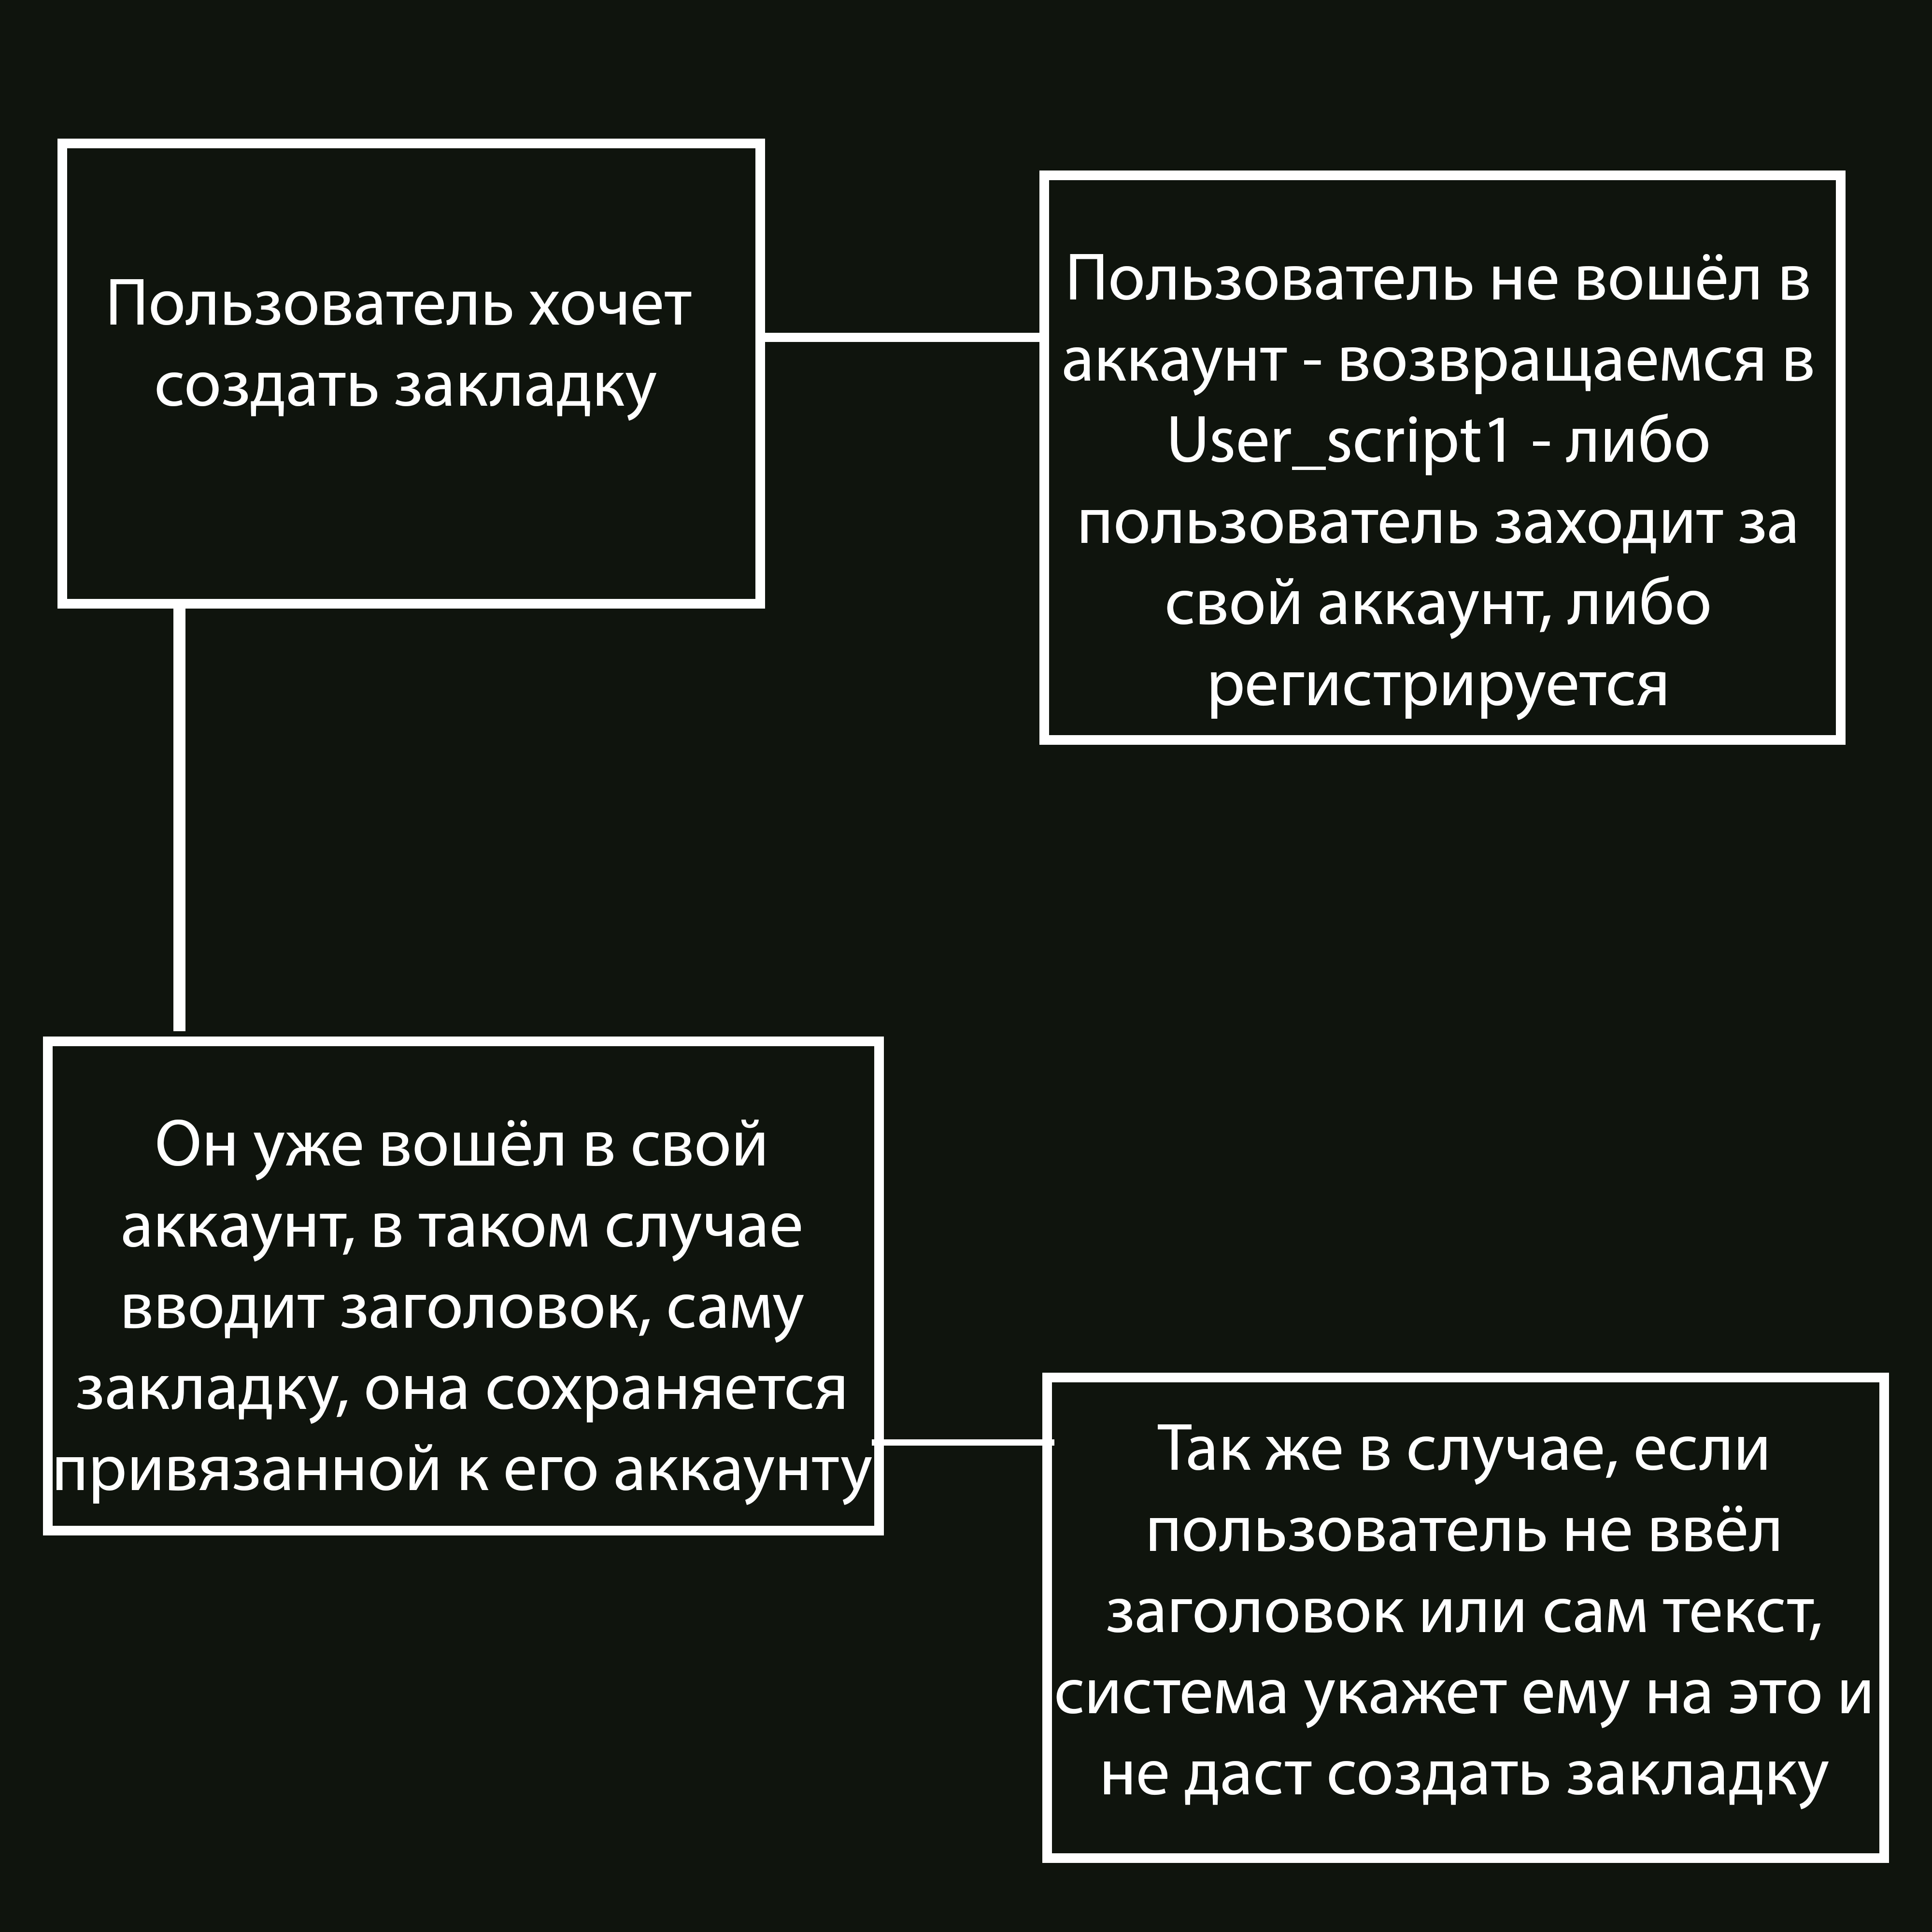 Пользователь хочет
создать закладку
Пользователь не вошёл в
аккаунт - возвращаемся в
User_script1 - либо
пользователь заходит за
свой аккаунт, либо
регистрируется
Он уже вошёл в свой
аккаунт, в таком случае
вводит заголовок, саму
закладку, она сохраняется
привязанной к его аккаунту
Так же в случае, если
пользователь не ввёл
заголовок или сам текст,
система укажет ему на это и
не даст создать закладку